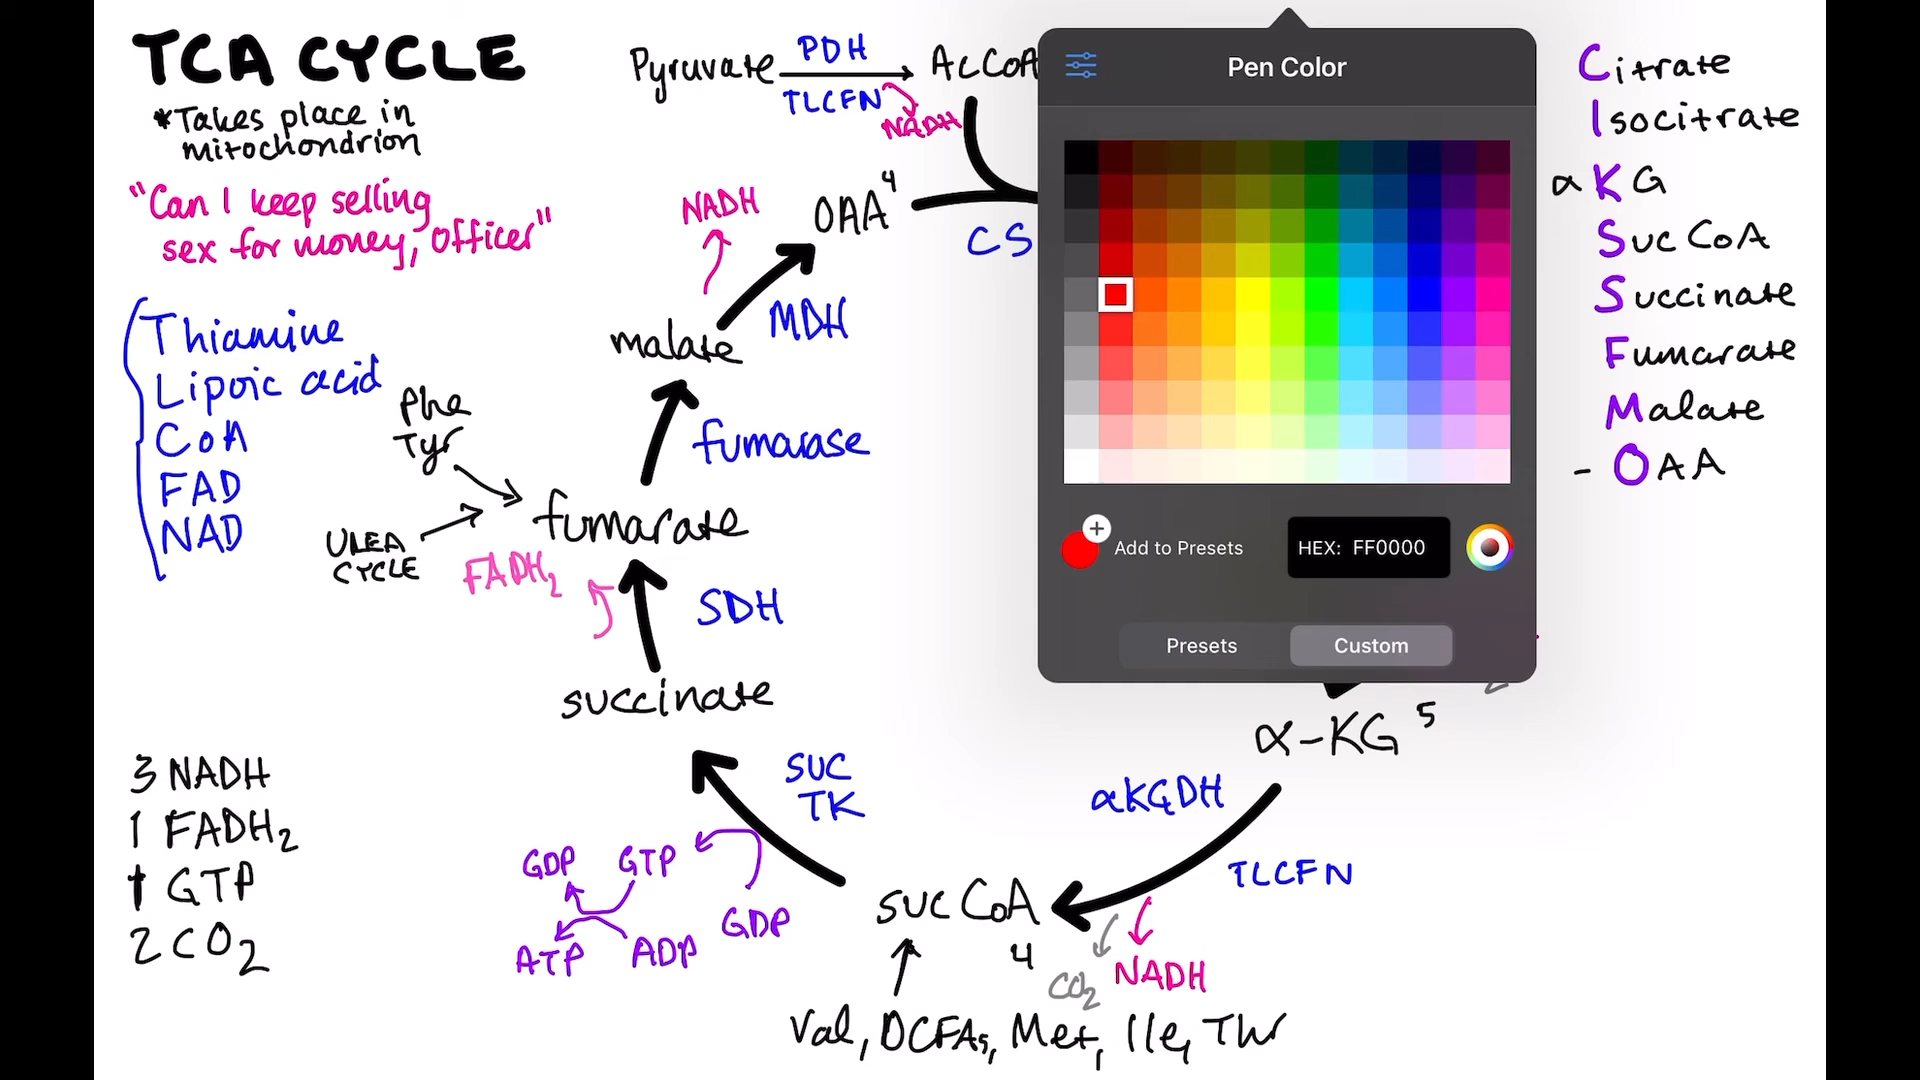 TCA CYCLE
*Takes place in
mitochondrion
"Can I keep selling
sex for money, Officer"
Thiamine
Lipoic acid
CoA
FAD
NAD
Phe
Tyr
UREA
CYCLE
3 NADH
1 FADH2
1 GTP
2 CO2
Pyruvate
PDH
TLCFN
NADH
AcCoA
OAA 4
CS
NADH
MDH
malate
fumarase
fumarate
FADH2
SDH
succinate
SUC
TK
GDP GTP
GDP
ATP ADP
suc CoA
4
αKGDH
TLCFN
CO2
NADH
α-KG 5
Val, OCFAs, Met, Ile, Thr
Pen Color
Add to Presets
HEX: FF0000
Presets
Custom
Citrate
Isocitrate
αKG
Suc CoA
Succinate
Fumarate
Malate
- OAA